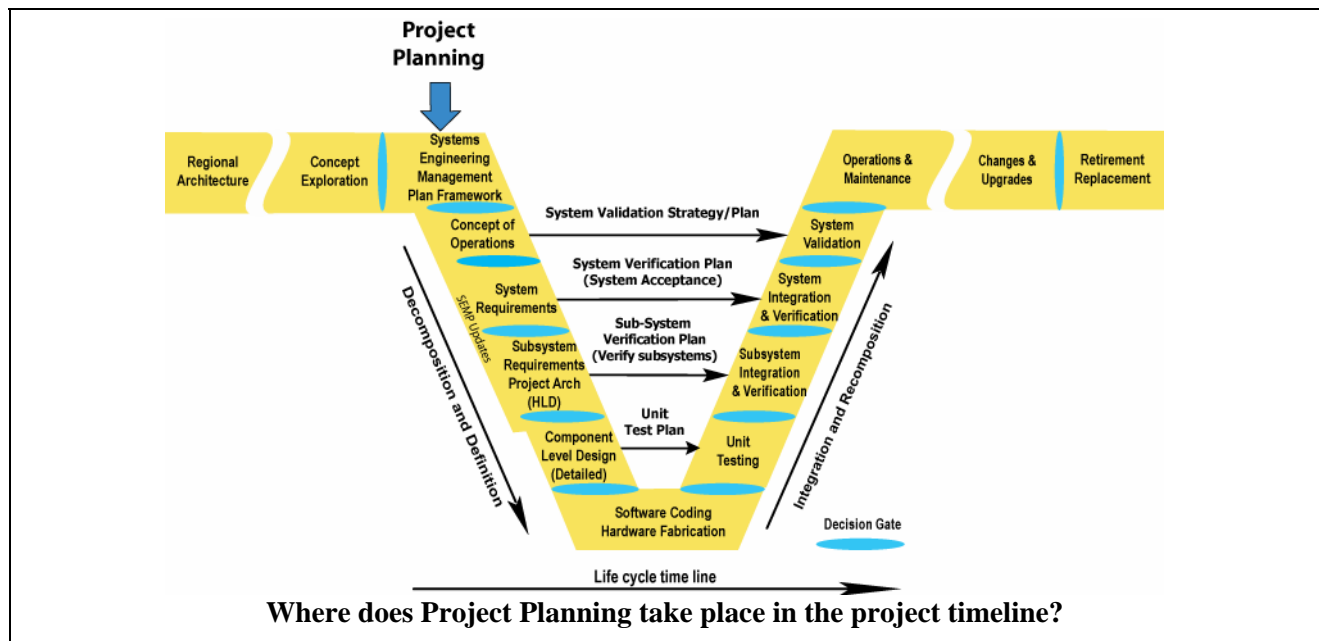 Project
Planning
Regional
Architecture
Concept
Exploration
Systems
Engineering
Management
Plan Framework
Concept of
Operations
System
Requirements
Subsystem
Requirements
Project Arch
(HLD)
Component
Level Design
(Detailed)
SEMP Updates
Decomposition and Definition
System Validation Strategy/Plan
System Verification Plan
(System Acceptance)
Sub-System
Verification Plan
(Verify subsystems)
Unit
Test Plan
Software Coding
Hardware Fabrication
Unit
Testing
Subsystem
Integration
& Verification
System
Integration
& Verification
System
Validation
Operations &
Maintenance
Changes &
Upgrades
Retirement
Replacement
Integration and Recomposition
Decision Gate
Life cycle time line
Where does Project Planning take place in the project timeline?